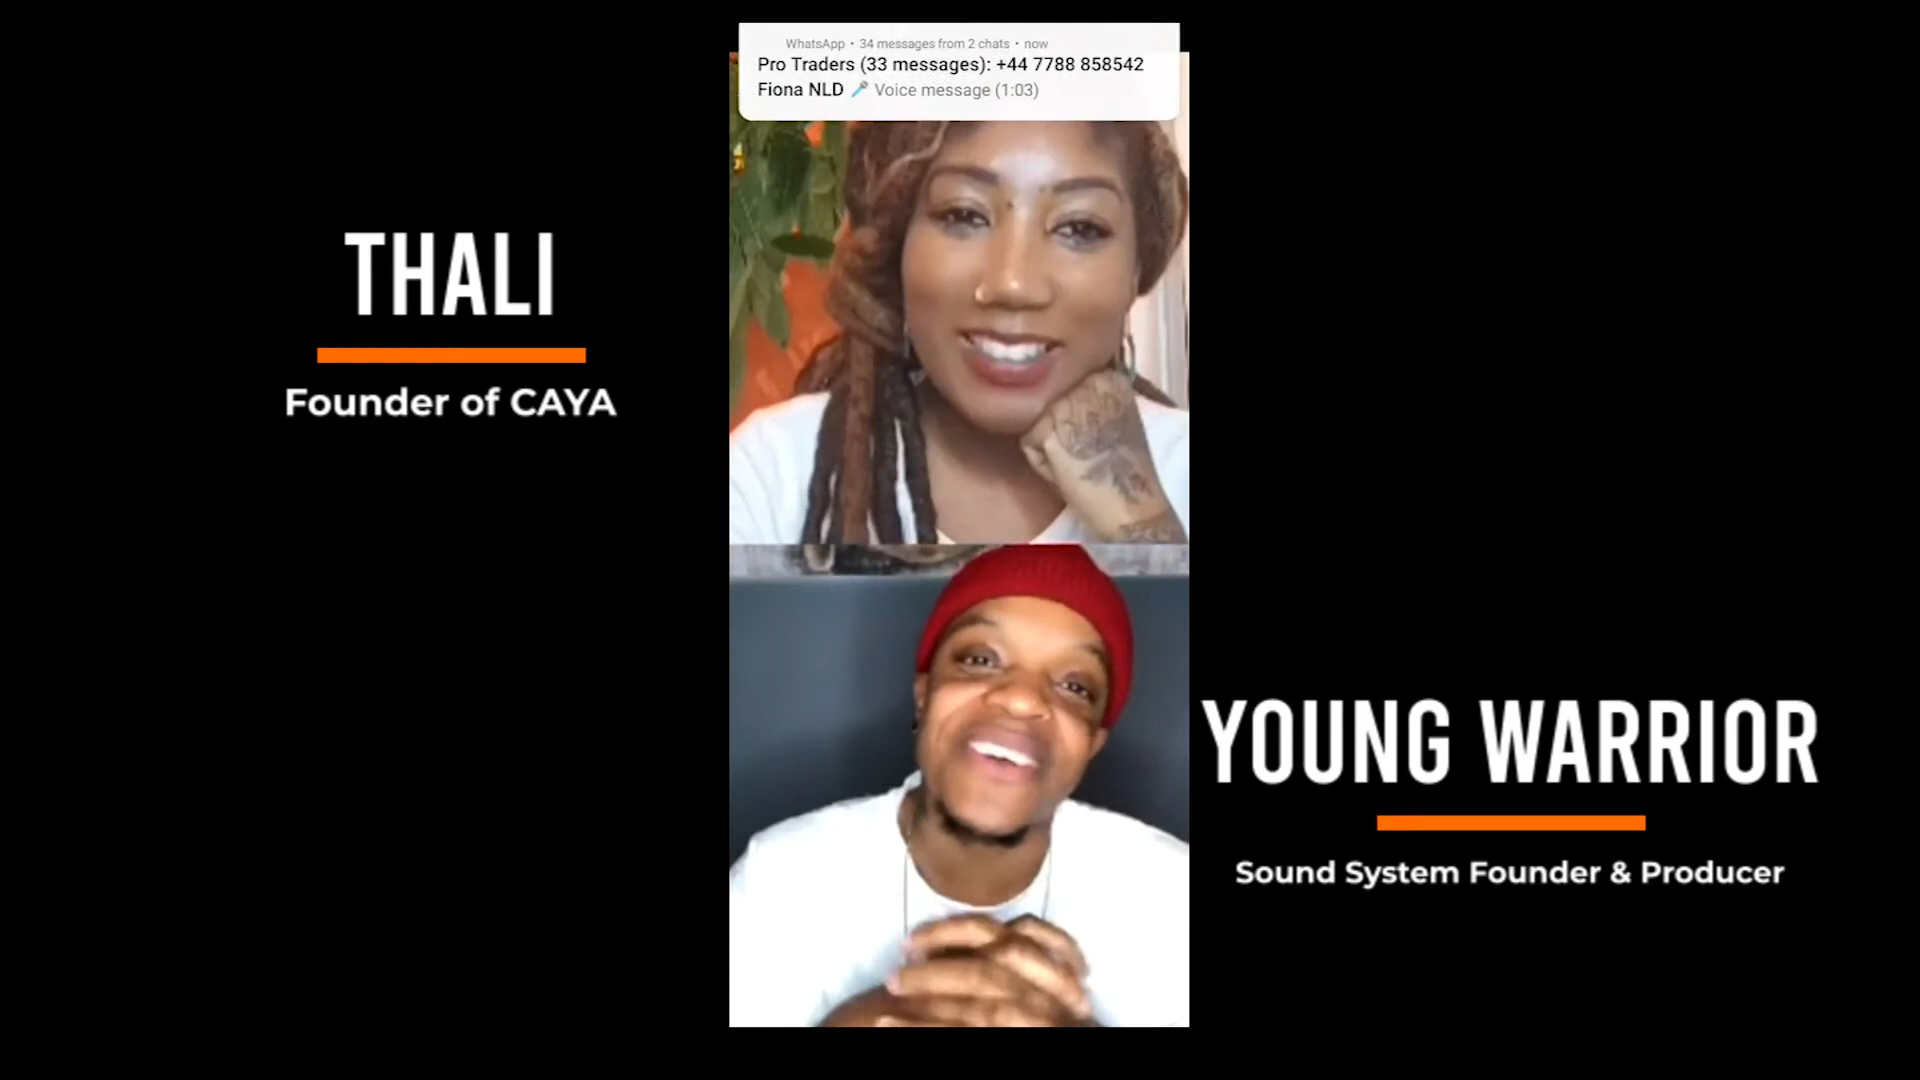 WhatsApp • 34 messages from 2 chats • now
Pro Traders (33 messages): +44 7788 858542
Fiona NLD 🎤 Voice message (1:03)
THALI
Founder of CAYA
YOUNG WARRIOR
Sound System Founder & Producer